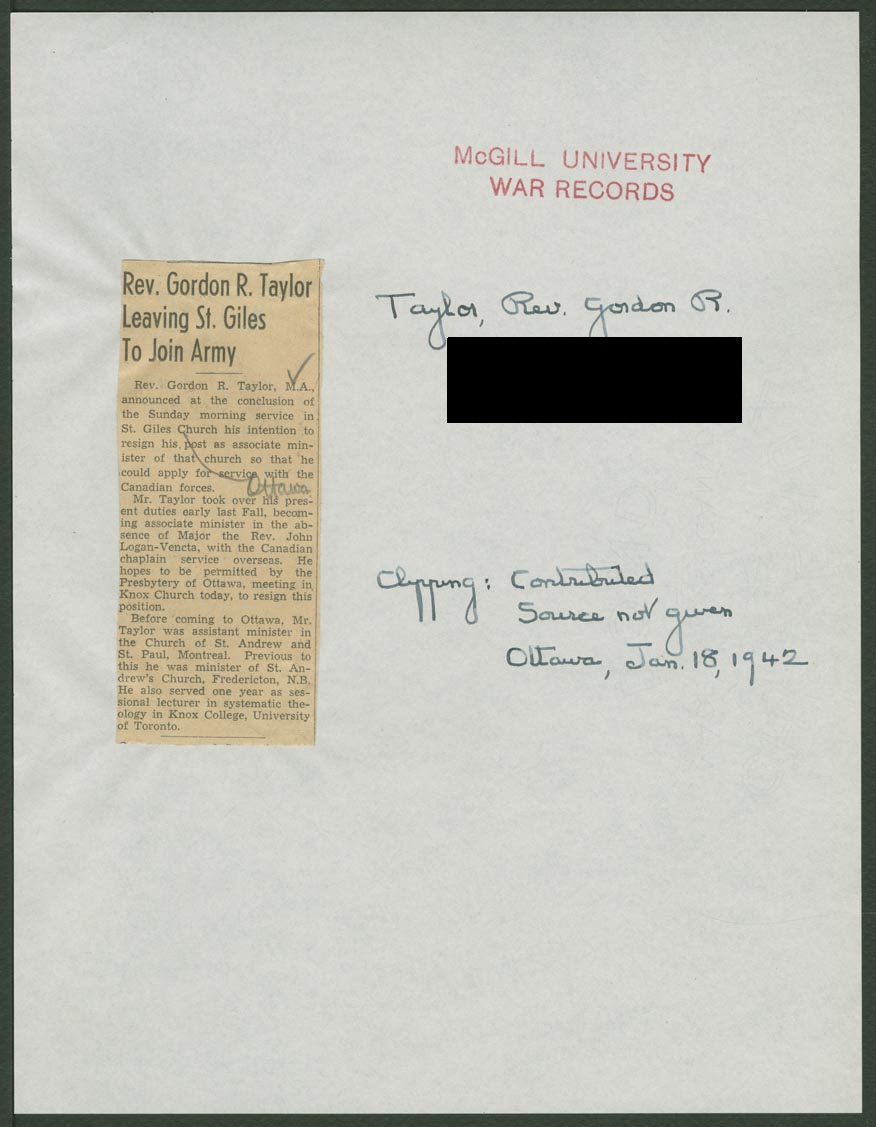 McGILL UNIVERSITY
WAR RECORDS
Rev. Gordon R. Taylor
Leaving St. Giles
To Join Army
Rev. Gordon R. Taylor, M.A.,
announced at the conclusion of
the Sunday morning service in
St. Giles Church his intention to
resign his post as associate min-
ister of that church so that he
could apply for service with the
Canadian forces.
Ottawa
Mr. Taylor took over his pres-
ent duties early last Fall, becom-
ing associate minister in the ab-
sence of Major the Rev. John
Logan-Vencta, with the Canadian
chaplain service overseas. He
hopes to be permitted by the
Presbytery of Ottawa, meeting in
Knox Church today, to resign this
position.
Before coming to Ottawa, Mr.
Taylor was assistant minister in
the Church of St. Andrew and
St. Paul, Montreal. Previous to
this he was minister of St. An-
drew's Church, Fredericton, N.B.
He also served one year as ses-
sional lecturer in systematic the-
ology in Knox College, University
of Toronto.
Taylor, Rev. Gordon R.
Clipping: Contributed
Source not given
Ottawa, Jan. 18, 1942